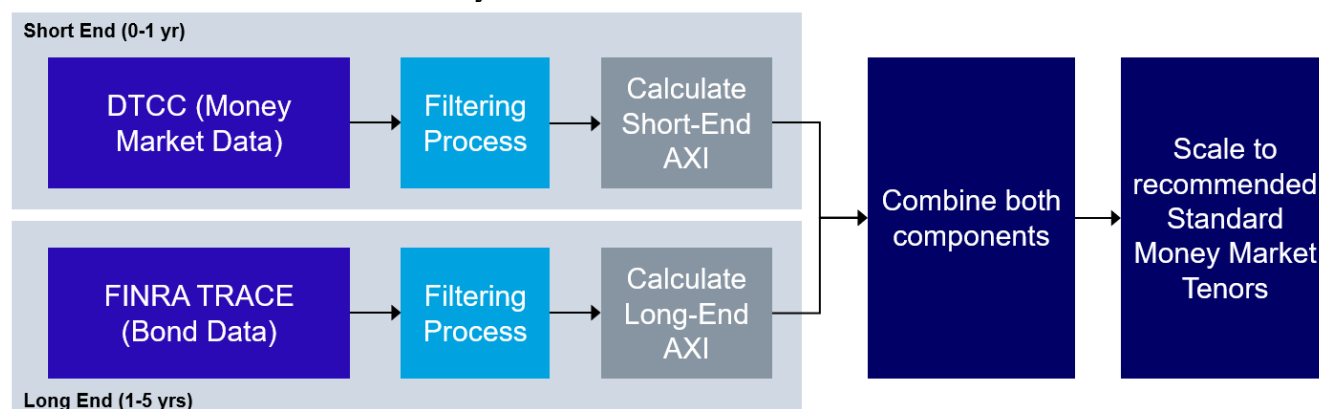 Short End (0-1 yr)
DTCC (Money
Market Data)
Filtering
Process
Calculate
Short-End
AXI
FINRA TRACE
(Bond Data)
Filtering
Process
Calculate
Long-End
AXI
Long End (1-5 yrs)
Combine both
components
Scale to
recommended
Standard
Money Market
Tenors